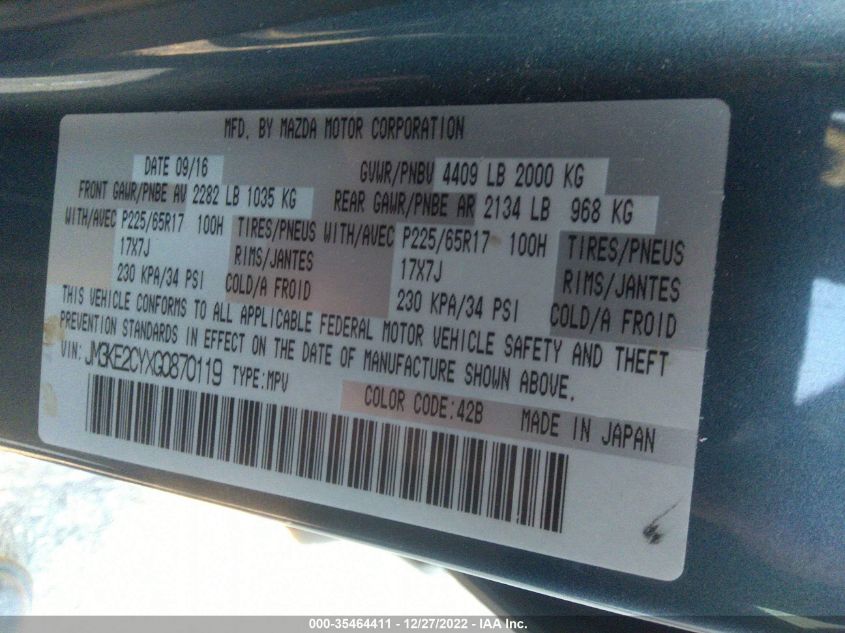 MFD. BY MAZDA MOTOR CORPORATION
DATE 09/16 GVWR/PNBV 4409 LB 2000 KG
FRONT GAWR/PNBE AV 2282 LB 1035 KG REAR GAWR/PNBE AR 2134 LB 968 KG
WITH/AVEC P225/65R17 100H TIRES/PNEUS WITH/AVEC P225/65R17 100H TIRES/PNEUS
17X7J RIMS/JANTES 17X7J RIMS/JANTES
230 KPA/34 PSI COLD/A FROID 230 KPA/34 PSI COLD/A FROID
THIS VEHICLE CONFORMS TO ALL APPLICABLE FEDERAL MOTOR VEHICLE SAFETY AND THEFT
PREVENTION STANDARDS IN EFFECT ON THE DATE OF MANUFACTURE SHOWN ABOVE.
VIN: JM3KE2CYXG0870119 TYPE:MPV
COLOR CODE:42B MADE IN JAPAN
000-35464411 - 12/27/2022 - IAA Inc.